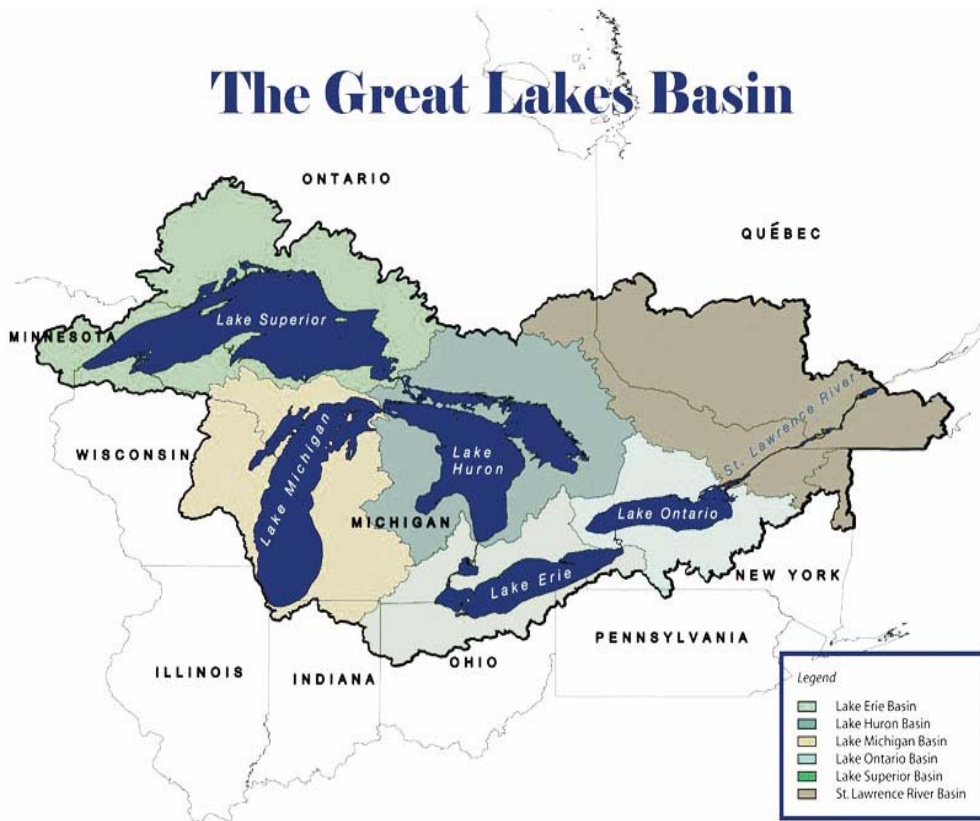 The Great Lakes Basin
ONTARIO
QUÉBEC
Lake Superior
MINNESOTA
St. Lawrence River
WISCONSIN
Lake Michigan
Lake
Huron
MICHIGAN
Lake Ontario
Lake Erie
NEW YORK
PENNSYLVANIA
OHIO
ILLINOIS
INDIANA
Legend
Lake Erie Basin
Lake Huron Basin
Lake Michigan Basin
Lake Ontario Basin
Lake Superior Basin
St. Lawrence River Basin